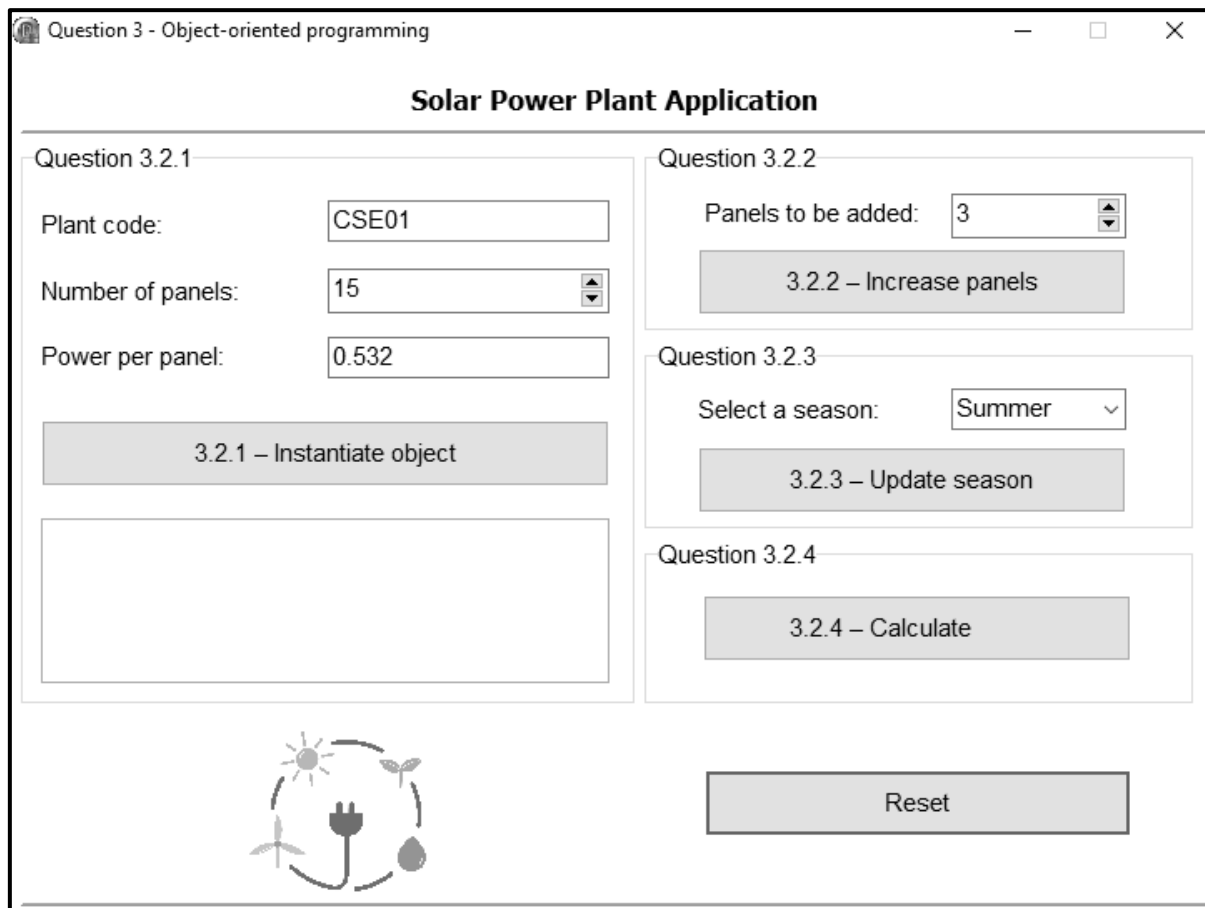 Question 3 - Object-oriented programming
Solar Power Plant Application
Question 3.2.1
Plant code:
CSE01
Number of panels:
15
Power per panel:
0.532
3.2.1 – Instantiate object
Question 3.2.2
Panels to be added:
3
3.2.2 – Increase panels
Question 3.2.3
Select a season:
Summer
3.2.3 – Update season
Question 3.2.4
3.2.4 – Calculate
Reset